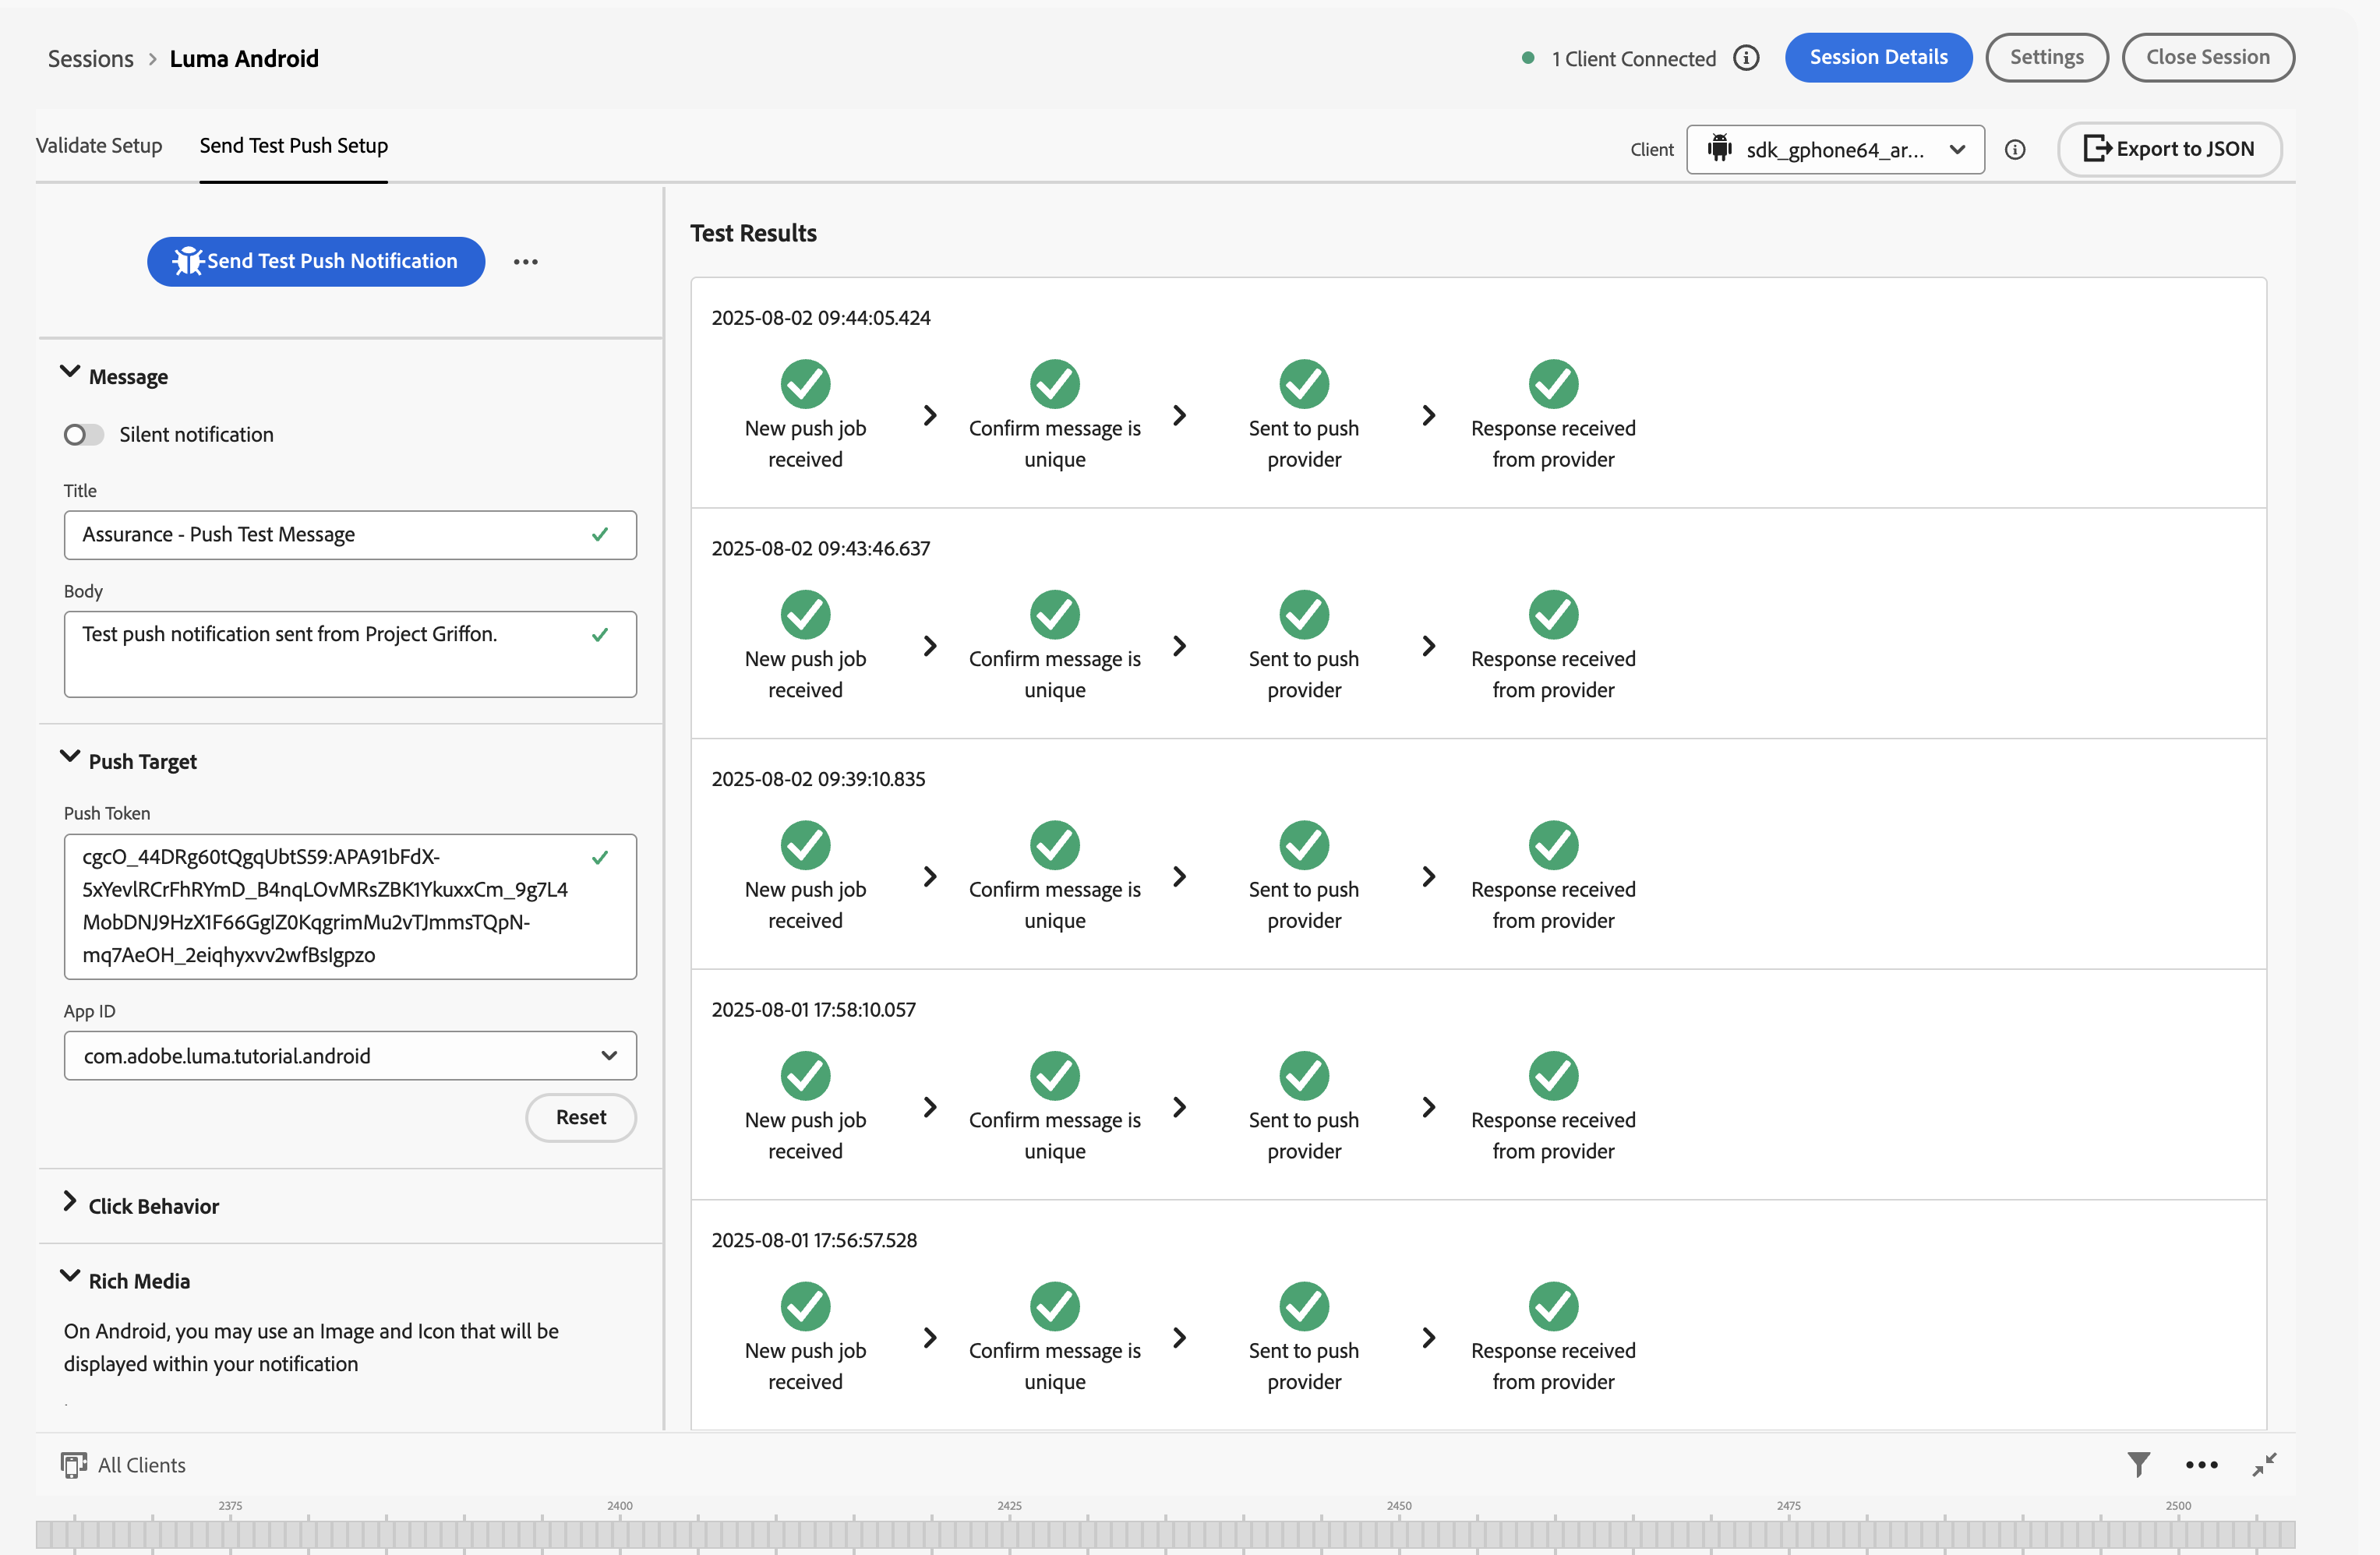 Sessions > Luma Android
1 Client Connected
Session Details
Settings
Close Session
Validate Setup
Send Test Push Setup
Client
sdk_gphone64_ar...
Export to JSON
Send Test Push Notification
Message
Silent notification
Title
Assurance - Push Test Message
Body
Test push notification sent from Project Griffon.
Push Target
Push Token
cgcO_44DRg60tQgqUbtS59:APA91bFdX-
5xYevlRCrFhRYmD_B4nqLOvMRsZBK1YkuxxCm_9g7L4
MobDNJ9HzX1F66GgIZ0KqgrimMu2vTJmmsTQpN-
mq7AeOH_2eiqhyxvv2wfBsIgpzo
App ID
com.adobe.luma.tutorial.android
Reset
Click Behavior
Rich Media
On Android, you may use an Image and Icon that will be
displayed within your notification
Test Results
2025-08-02 09:44:05.424
New push job
received
Confirm message is
unique
Sent to push
provider
Response received
from provider
2025-08-02 09:43:46.637
New push job
received
Confirm message is
unique
Sent to push
provider
Response received
from provider
2025-08-02 09:39:10.835
New push job
received
Confirm message is
unique
Sent to push
provider
Response received
from provider
2025-08-01 17:58:10.057
New push job
received
Confirm message is
unique
Sent to push
provider
Response received
from provider
2025-08-01 17:56:57.528
New push job
received
Confirm message is
unique
Sent to push
provider
Response received
from provider
All Clients
2375
2400
2425
2450
2475
2500